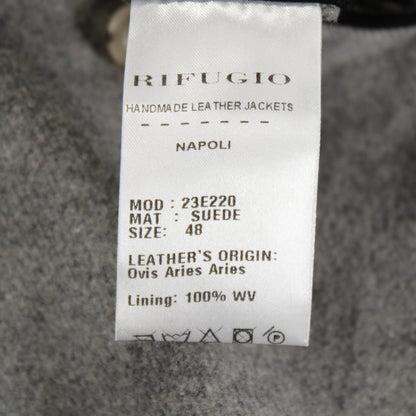 RIFUGIO
HANDMADE LEATHER JACKETS
- - - - - - -
NAPOLI
MOD : 23E220
MAT : SUEDE
SIZE: 48
LEATHER'S ORIGIN:
Ovis Aries Aries
Lining: 100% WV
P